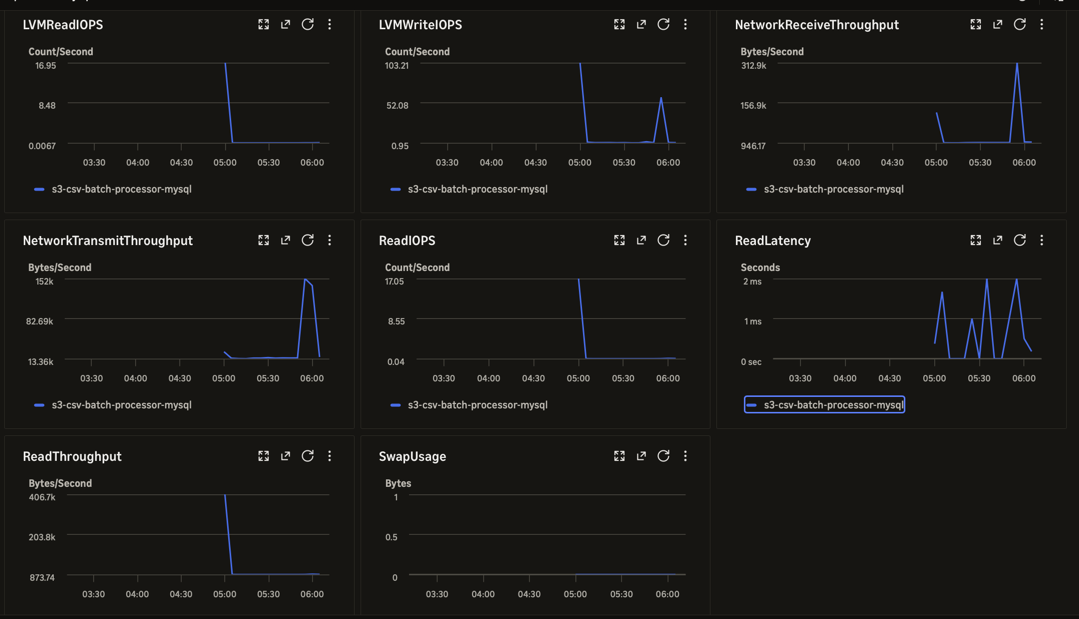 LVMReadIOPS
Count/Second
16.95
8.48
0.0067
03:30 04:00 04:30 05:00 05:30 06:00
s3-csv-batch-processor-mysql
LVMWriteIOPS
Count/Second
103.21
52.08
0.95
03:30 04:00 04:30 05:00 05:30 06:00
s3-csv-batch-processor-mysql
NetworkReceiveThroughput
Bytes/Second
312.9k
156.9k
946.17
03:30 04:00 04:30 05:00 05:30 06:00
s3-csv-batch-processor-mysql
NetworkTransmitThroughput
Bytes/Second
152k
82.69k
13.36k
03:30 04:00 04:30 05:00 05:30 06:00
s3-csv-batch-processor-mysql
ReadIOPS
Count/Second
17.05
8.55
0.04
03:30 04:00 04:30 05:00 05:30 06:00
s3-csv-batch-processor-mysql
ReadLatency
Seconds
2 ms
1 ms
0 sec
03:30 04:00 04:30 05:00 05:30 06:00
s3-csv-batch-processor-mysql
ReadThroughput
Bytes/Second
406.7k
203.8k
873.74
03:30 04:00 04:30 05:00 05:30 06:00
SwapUsage
Bytes
1
0.5
0
03:30 04:00 04:30 05:00 05:30 06:00